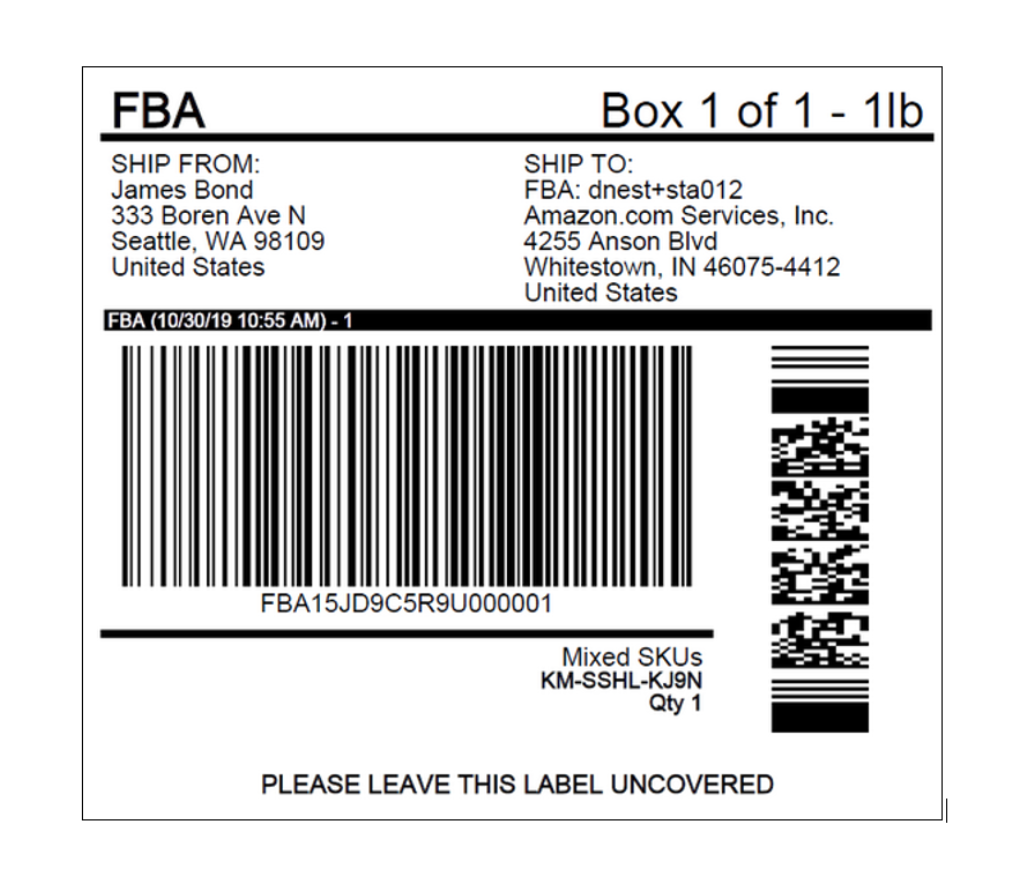 FBA
Box 1 of 1 - 1lb
SHIP FROM:
James Bond
333 Boren Ave N
Seattle, WA 98109
United States
SHIP TO:
FBA: dnest+sta012
Amazon.com Services, Inc.
4255 Anson Blvd
Whitestown, IN 46075-4412
United States
FBA (10/30/19 10:55 AM) - 1
FBA15JD9C5R9U000001
Mixed SKUs
KM-SSHL-KJ9N
Qty 1
PLEASE LEAVE THIS LABEL UNCOVERED